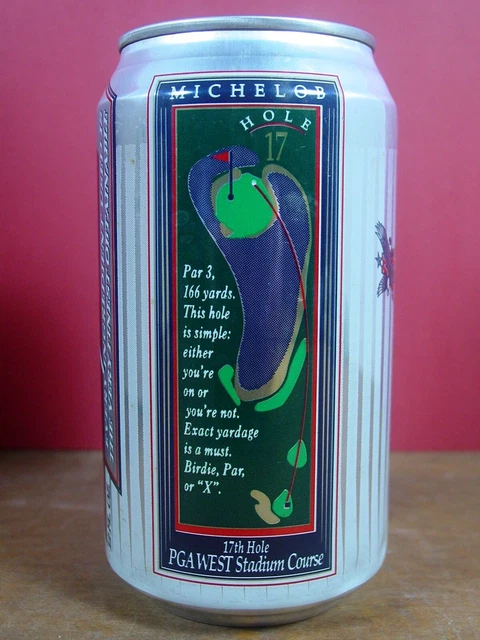 MICHELOB
HOLE
17
Par 3,
166 yards.
This hole
is simple:
either
you're
on or
you're not.
Exact yardage
is a must.
Birdie, Par,
or "X".
17th Hole
PGA WEST Stadium Course